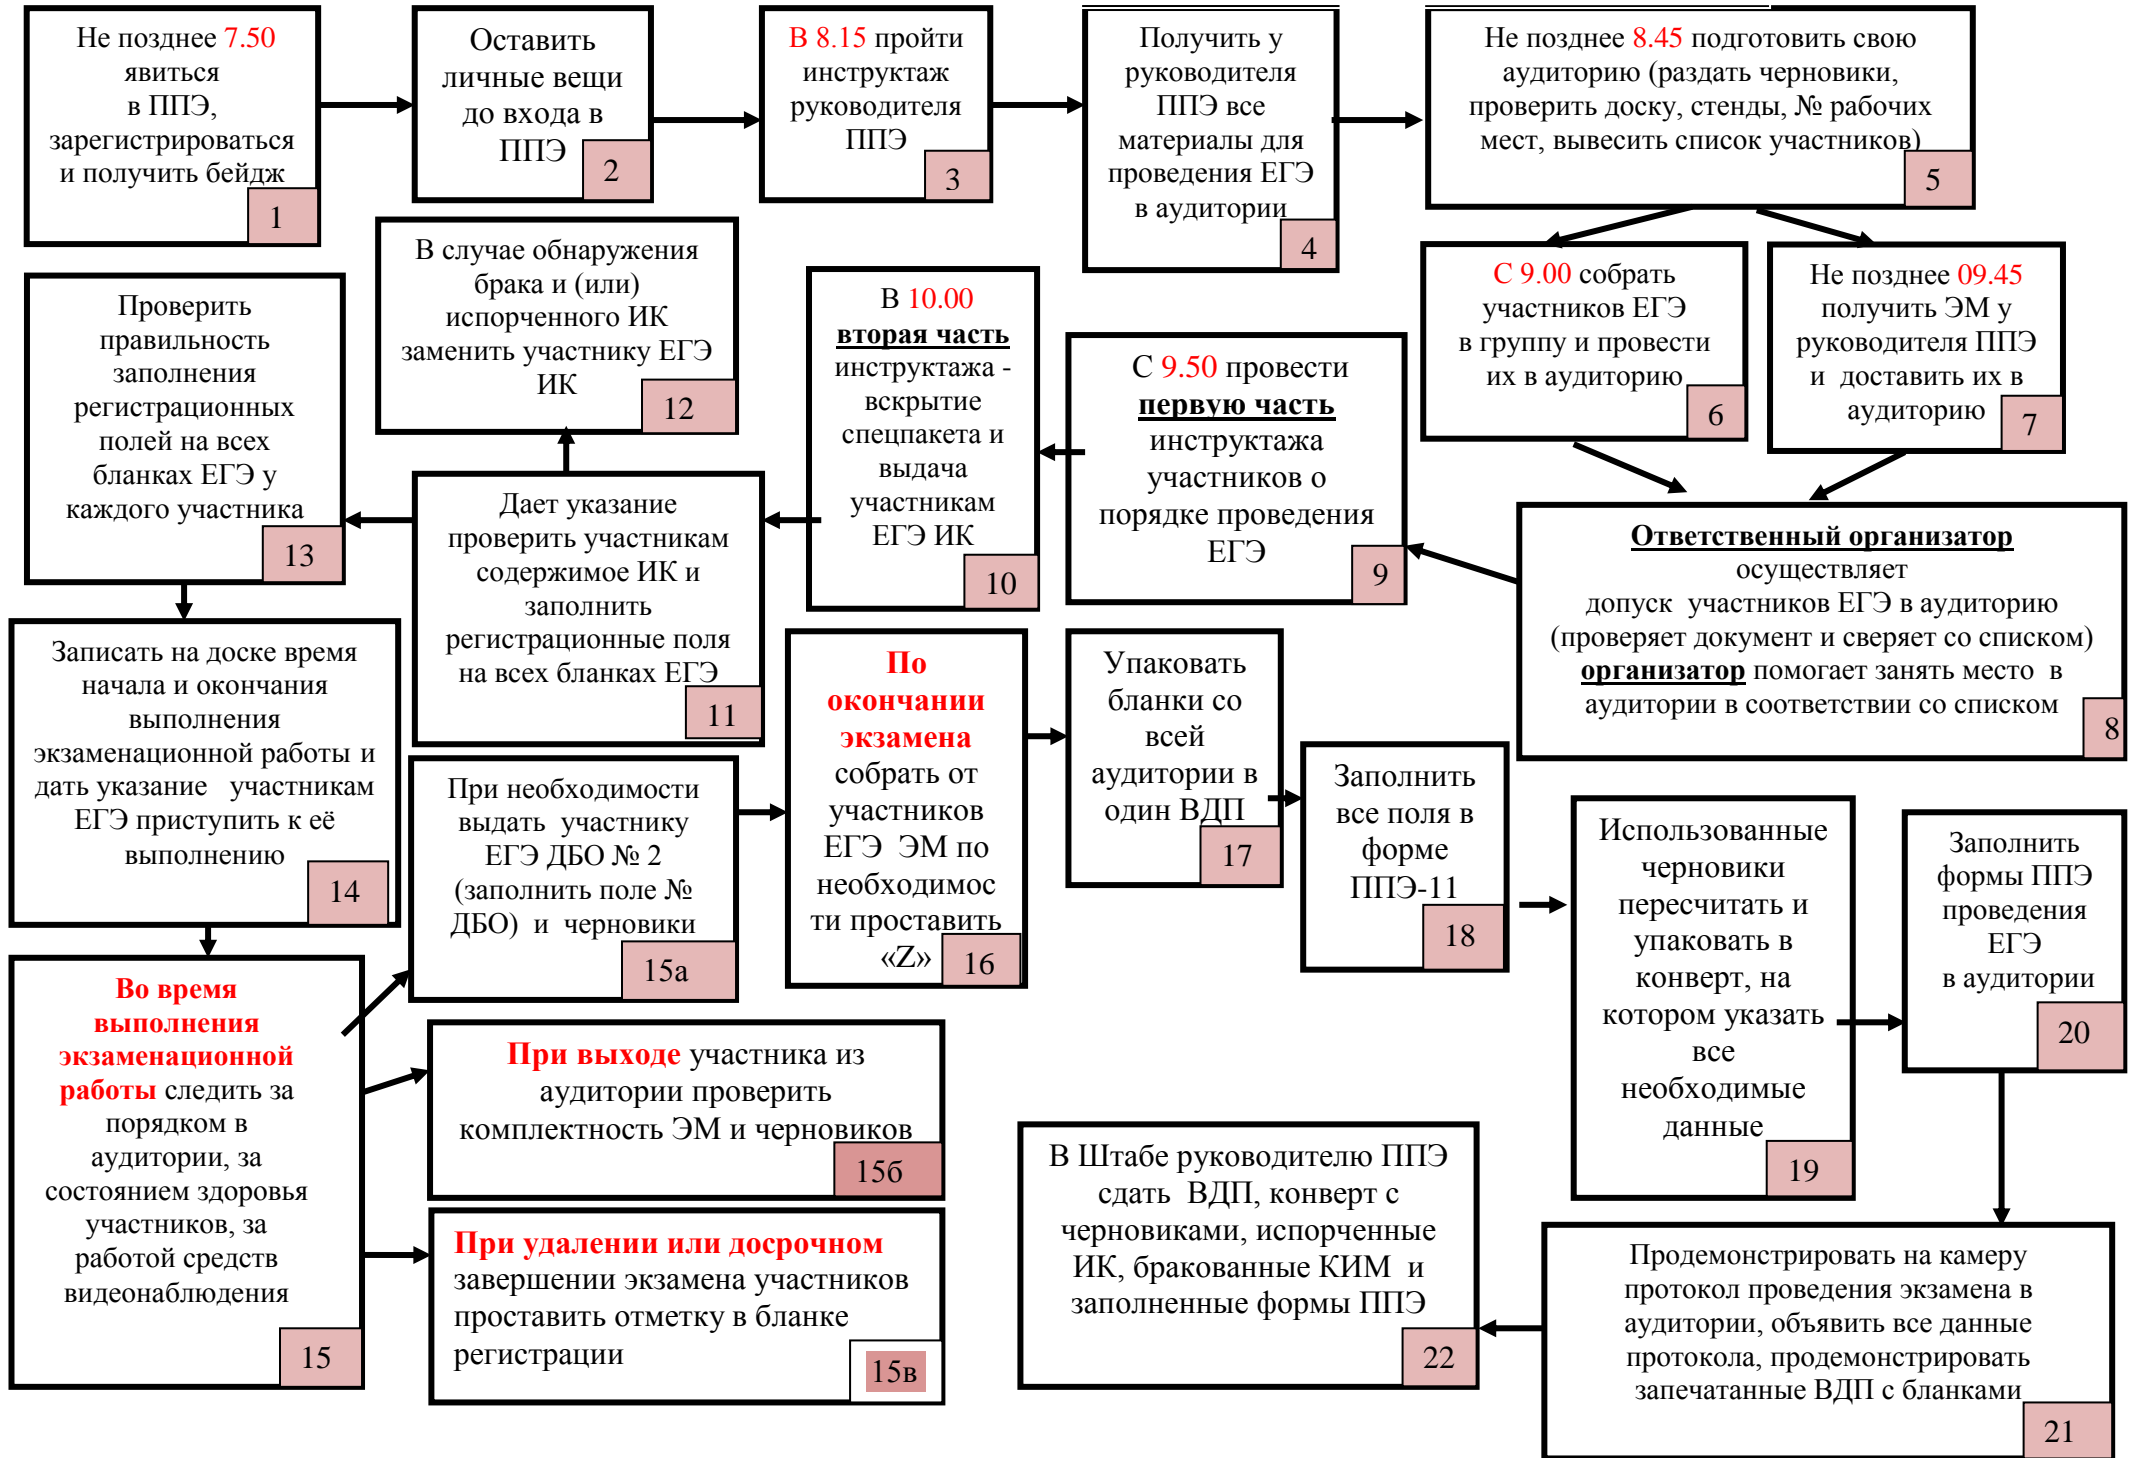 Не позднее 7.50
явиться
в ППЭ,
зарегистрироваться
и получить бейдж
1
Оставить
личные вещи
до входа в
ППЭ
2
В 8.15 пройти
инструктаж
руководителя
ППЭ
3
Получить у
руководителя
ППЭ все
материалы для
проведения ЕГЭ
в аудитории
4
Не позднее 8.45 подготовить свою
аудиторию (раздать черновики,
проверить доску, стенды, № рабочих
мест, вывесить список участников)
5
С 9.00 собрать
участников ЕГЭ
в группу и провести
их в аудиторию
6
Не позднее 09.45
получить ЭМ у
руководителя ППЭ
и доставить их в
аудиторию
7
Ответственный организатор
осуществляет
допуск участников ЕГЭ в аудиторию
(проверяет документ и сверяет со списком)
организатор помогает занять место в
аудитории в соответствии со списком
8
С 9.50 провести
первую часть
инструктажа
участников о
порядке проведения
ЕГЭ
9
В 10.00
вторая часть
инструктажа -
вскрытие
спецпакета и
выдача
участникам
ЕГЭ ИК
10
Дает указание
проверить участникам
содержимое ИК и
заполнить
регистрационные поля
на всех бланках ЕГЭ
11
В случае обнаружения
брака и (или)
испорченного ИК
заменить участнику ЕГЭ
ИК
12
Проверить
правильность
заполнения
регистрационных
полей на всех
бланках ЕГЭ у
каждого участника
13
Записать на доске время
начала и окончания
выполнения
экзаменационной работы и
дать указание участникам
ЕГЭ приступить к её
выполнению
14
Во время
выполнения
экзаменационной
работы следить за
порядком в
аудитории, за
состоянием здоровья
участников, за
работой средств
видеонаблюдения
15
При необходимости
выдать участнику
ЕГЭ ДБО № 2
(заполнить поле №
ДБО) и черновики
15а
При выходе участника из
аудитории проверить
комплектность ЭМ и черновиков
15б
При удалении или досрочном
завершении экзамена участников
проставить отметку в бланке
регистрации
15в
По
окончании
экзамена
собрать от
участников
ЕГЭ ЭМ по
необходимос
ти проставить
«Z»
16
Упаковать
бланки со
всей
аудитории в
один ВДП
17
Заполнить
все поля в
форме
ППЭ-11
18
Использованные
черновики
пересчитать и
упаковать в
конверт, на
котором указать
все
необходимые
данные
19
Заполнить
формы ППЭ
проведения
ЕГЭ
в аудитории
20
Продемонстрировать на камеру
протокол проведения экзамена в
аудитории, объявить все данные
протокола, продемонстрировать
запечатанные ВДП с бланками
21
В Штабе руководителю ППЭ
сдать ВДП, конверт с
черновиками, испорченные
ИК, бракованные КИМ и
заполненные формы ППЭ
22